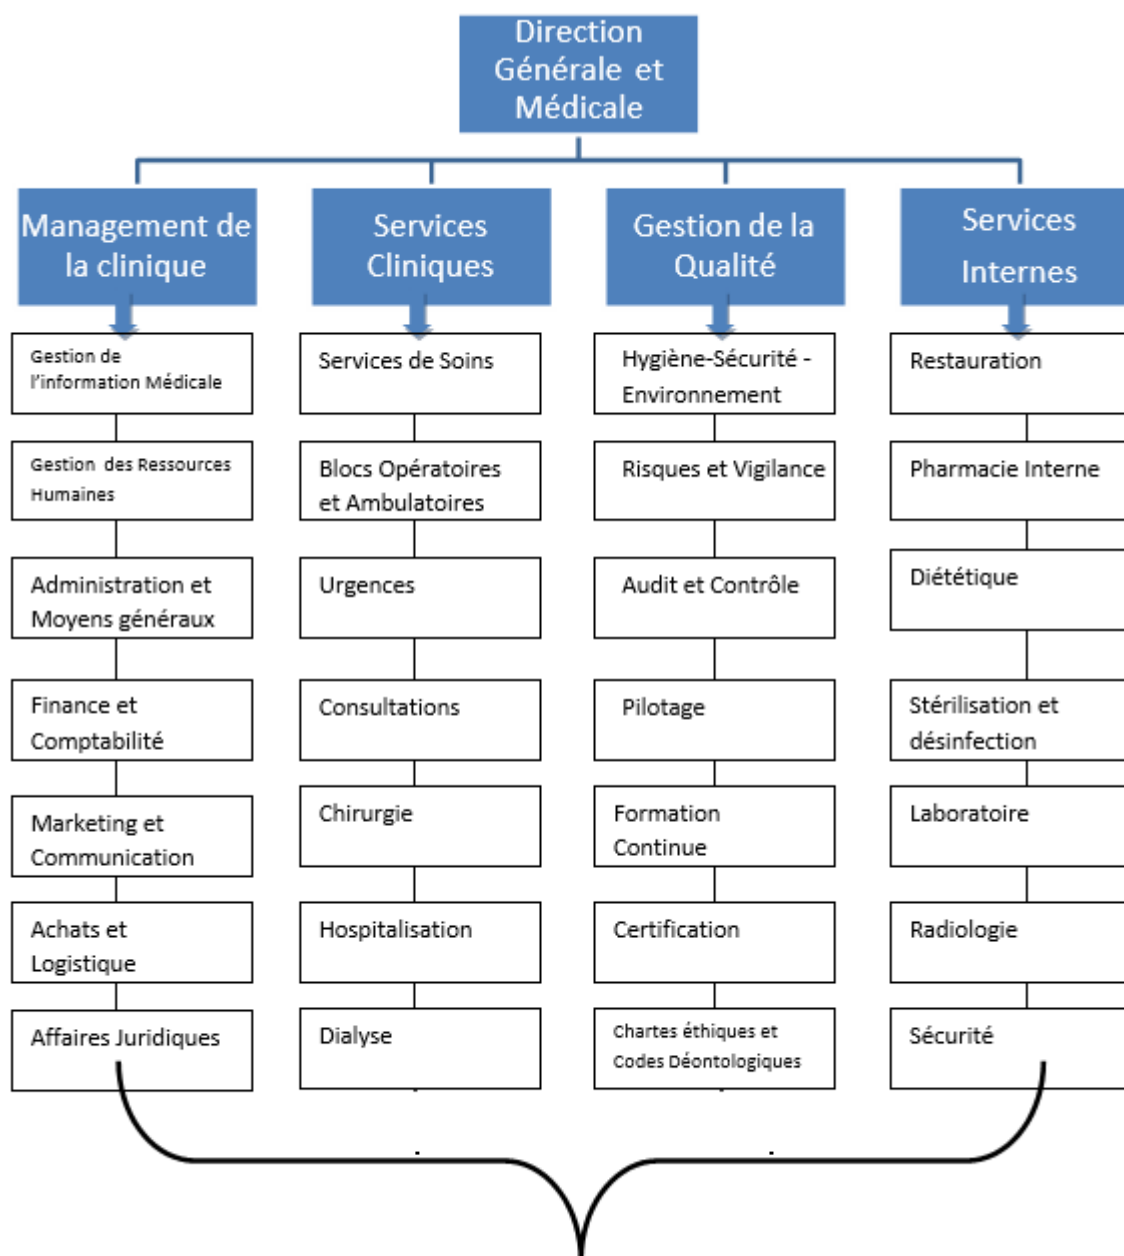 Direction
Générale et
Médicale
Management de
la clinique
Services
Cliniques
Gestion de la
Qualité
Services
Internes
Gestion de
l’information Médicale
Gestion des Ressources
Humaines
Administration et
Moyens généraux
Finance et
Comptabilité
Marketing et
Communication
Achats et
Logistique
Affaires Juridiques
Services de Soins
Blocs Opératoires
et Ambulatoires
Urgences
Consultations
Chirurgie
Hospitalisation
Dialyse
Hygiène-Sécurité -
Environnement
Risques et Vigilance
Audit et Contrôle
Pilotage
Formation
Continue
Certification
Chartes éthiques et
Codes Déontologiques
Restauration
Pharmacie Interne
Diététique
Stérilisation et
désinfection
Laboratoire
Radiologie
Sécurité